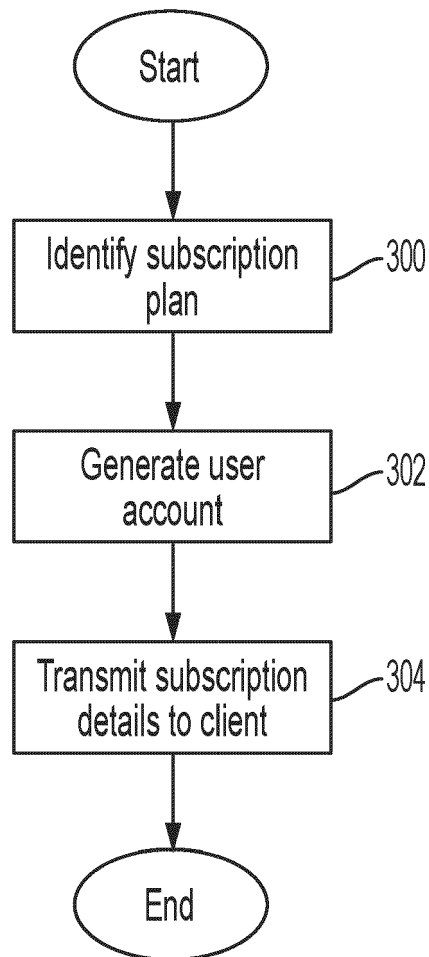 Start
Identify subscription
plan
300
Generate user
account
302
Transmit subscription
details to client
304
End